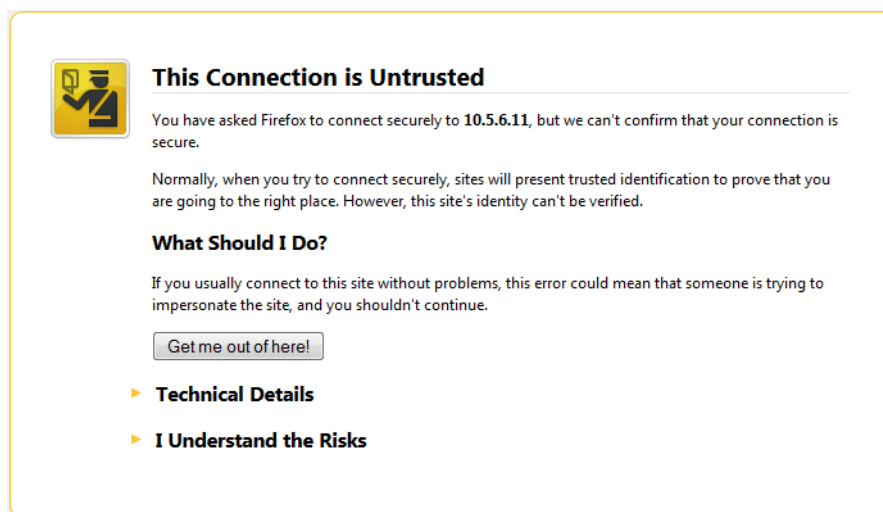 This Connection is Untrusted
You have asked Firefox to connect securely to 10.5.6.11, but we can't confirm that your connection is
secure.
Normally, when you try to connect securely, sites will present trusted identification to prove that you
are going to the right place. However, this site's identity can't be verified.
What Should I Do?
If you usually connect to this site without problems, this error could mean that someone is trying to
impersonate the site, and you shouldn't continue.
Get me out of here!
Technical Details
I Understand the Risks